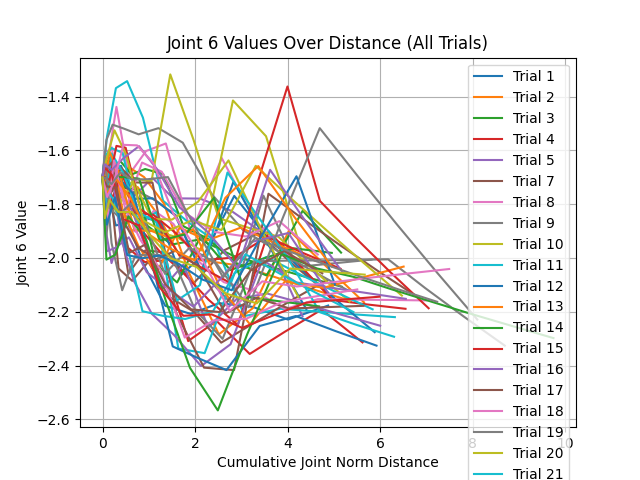 Joint 6 Values Over Distance (All Trials)
Joint 6 Value
−1.4
−1.6
−1.8
−2.0
−2.2
−2.4
−2.6
0
2
4
6
8
10
Cumulative Joint Norm Distance
Trial 1
Trial 2
Trial 3
Trial 4
Trial 5
Trial 7
Trial 8
Trial 9
Trial 10
Trial 11
Trial 12
Trial 13
Trial 14
Trial 15
Trial 16
Trial 17
Trial 18
Trial 19
Trial 20
Trial 21